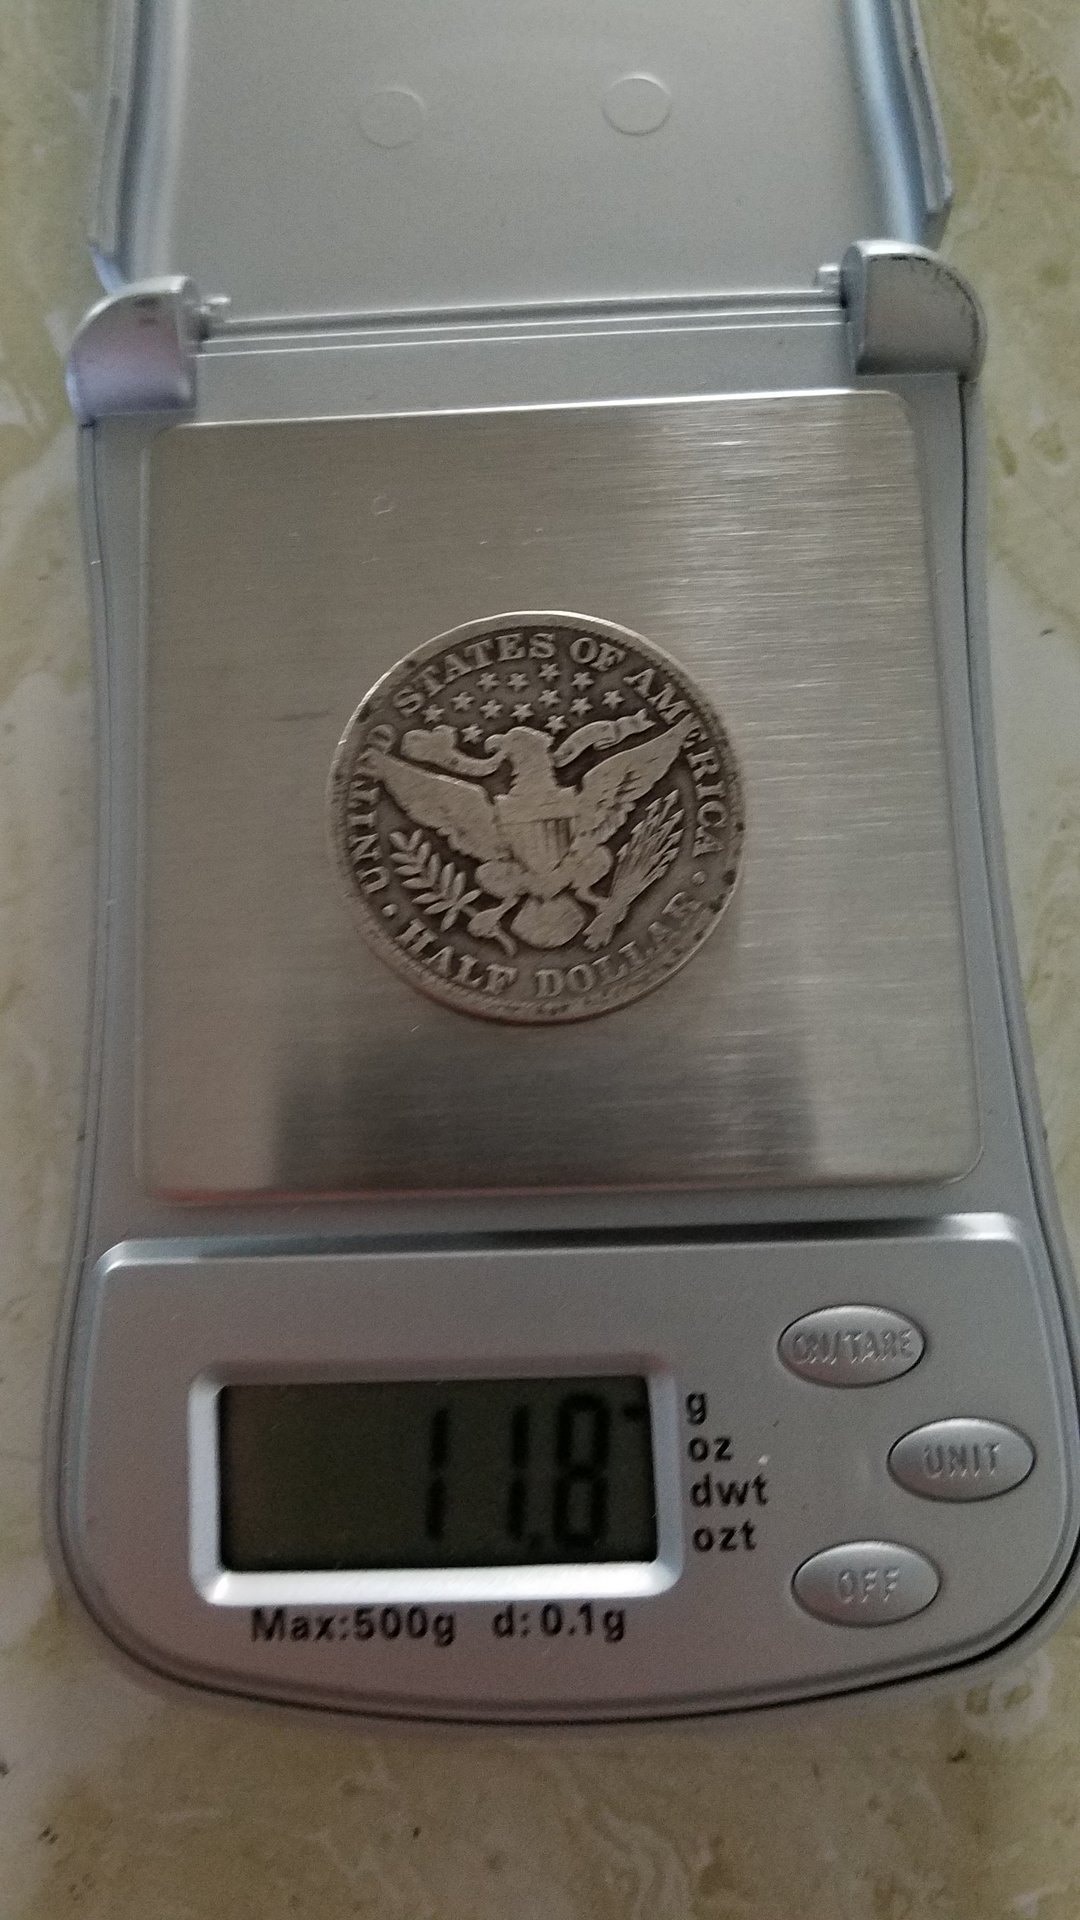 UNITED STATES OF AMERICA
HALF DOLLAR
11.8
g
oz
dwt
ozt
ON/TARE
UNIT
OFF
Max:500g d:0.1g